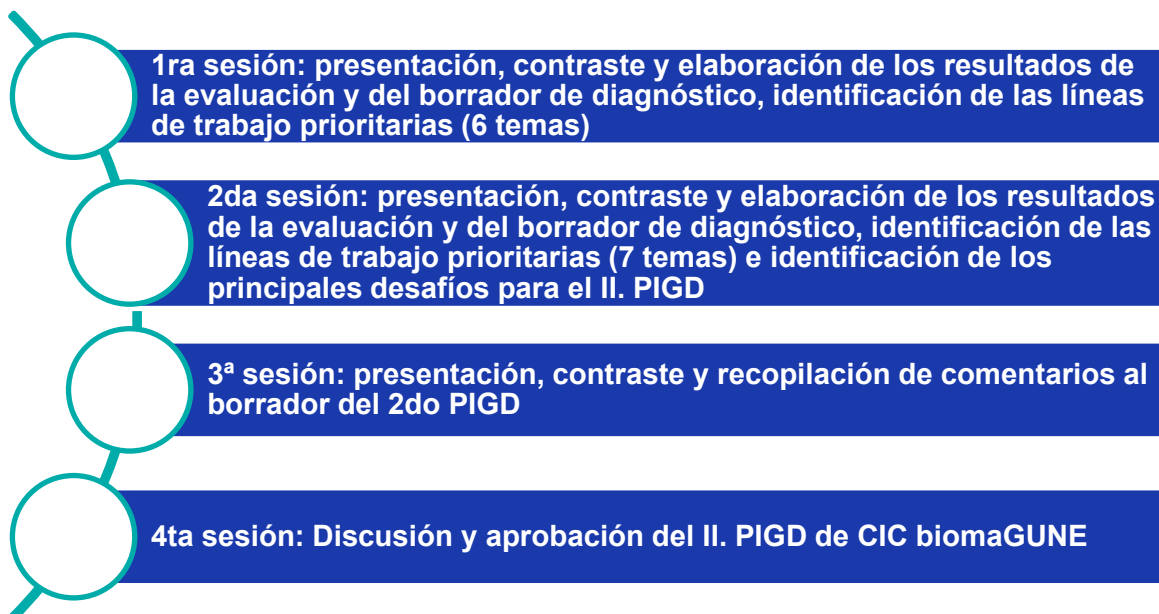 1ra sesión: presentación, contraste y elaboración de los resultados de
la evaluación y del borrador de diagnóstico, identificación de las líneas
de trabajo prioritarias (6 temas)
2da sesión: presentación, contraste y elaboración de los resultados
de la evaluación y del borrador de diagnóstico, identificación de las
líneas de trabajo prioritarias (7 temas) e identificación de los
principales desafíos para el II. PIGD
3ª sesión: presentación, contraste y recopilación de comentarios al
borrador del 2do PIGD
4ta sesión: Discusión y aprobación del II. PIGD de CIC biomaGUNE